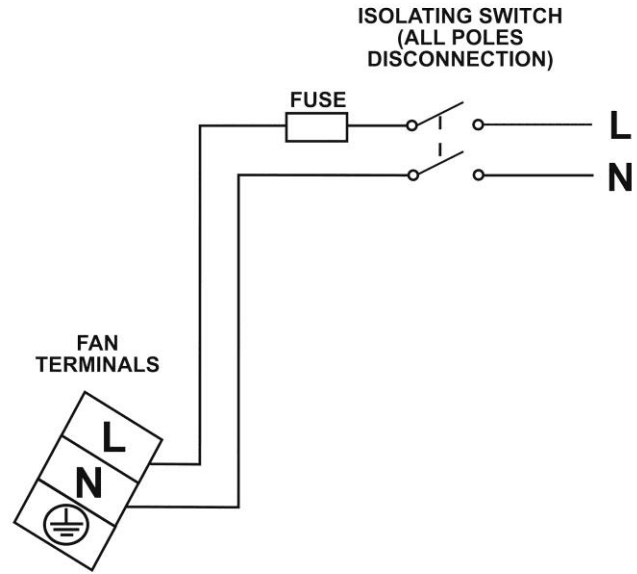 ISOLATING SWITCH
(ALL POLES
DISCONNECTION)
FUSE
L
N
FAN
TERMINALS
L
N